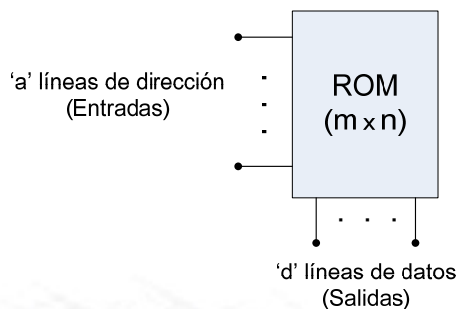 'a' líneas de dirección
(Entradas)
ROM
(m x n)
'd' líneas de datos
(Salidas)